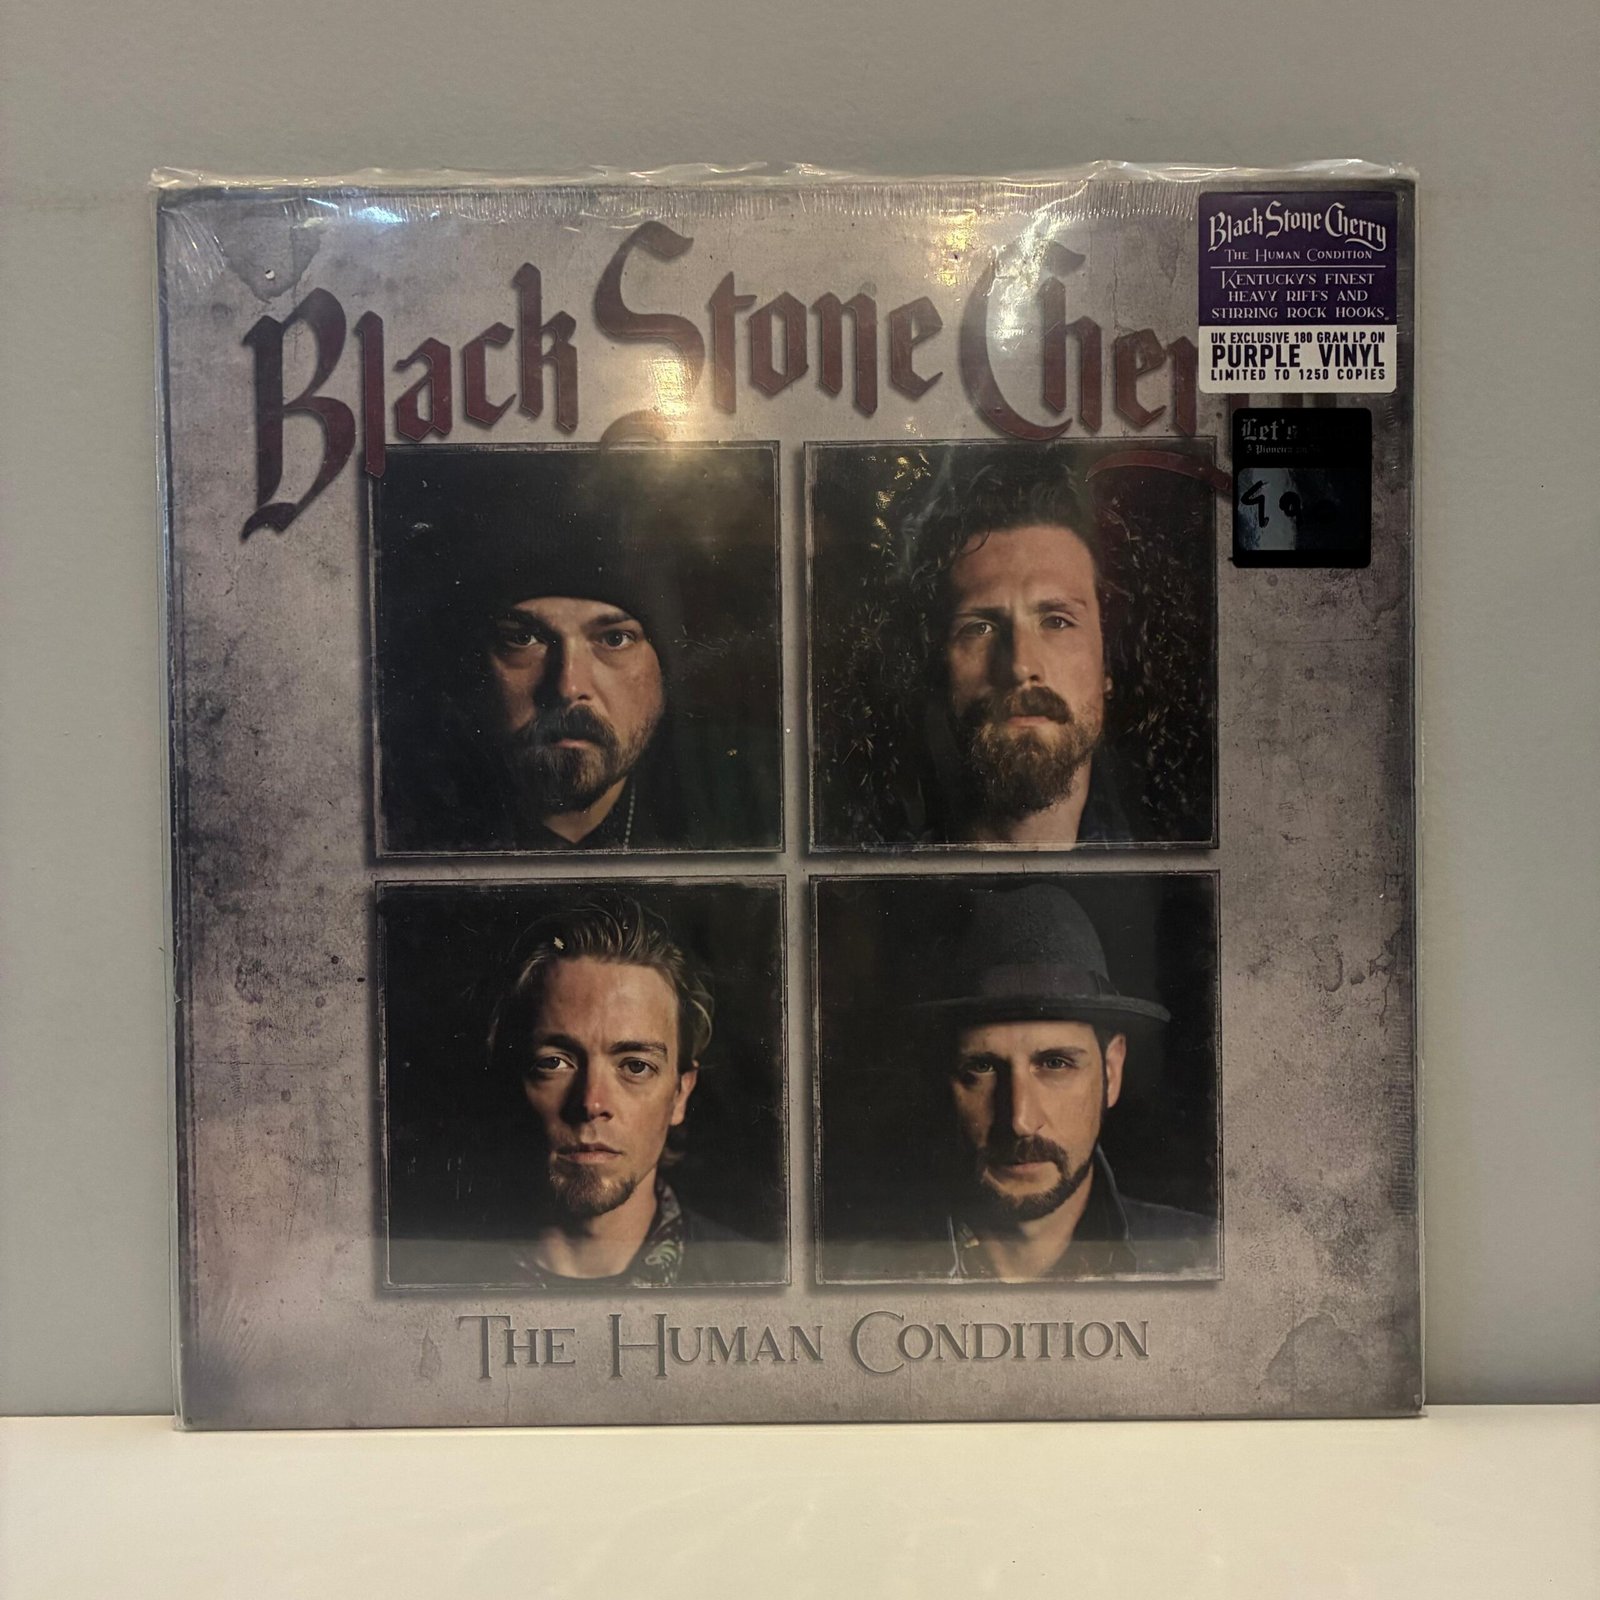 Black Stone Cher
Black Stone Cherry
The Human Condition
Kentucky's finest
heavy riffs and
stirring rock hooks.
UK EXCLUSIVE 180 GRAM LP ON
PURPLE VINYL
LIMITED TO 1250 COPIES
Let's
The Human Condition